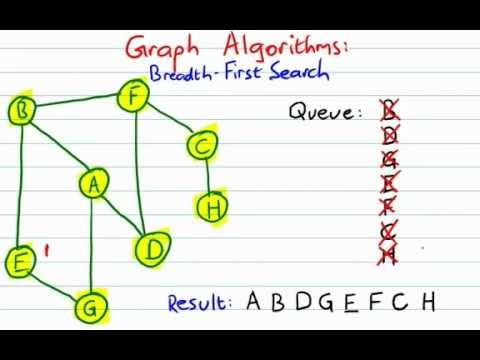 Graph Algorithms:
Breadth-First Search
B
F
Queue: B
C
D
G
A
E
H
F
D
C
E
H
G
Result: A B D G E F C H